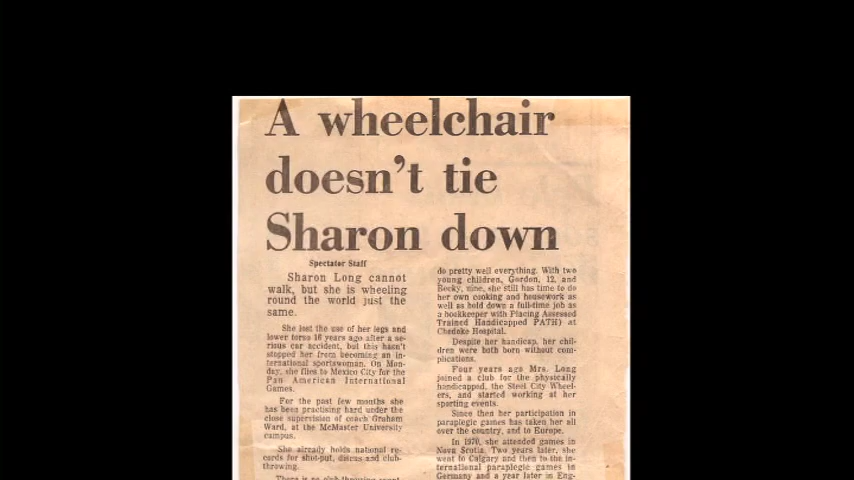 A wheelchair
doesn't tie
Sharon down
Spectator Staff
Sharon Long cannot
walk, but she is wheeling
round the world just the
same.
She lost the use of her legs and
lower torso 16 years ago after a se-
rious car accident, but this hasn't
stopped her from becoming an in-
ternational sportswoman. On Mon-
day, she flies to Mexico City for the
Pan American International
Games.
For the past few months she
has been practising hard under the
close supervision of coach Graham
Ward, at the McMaster University
campus.
She already holds national re-
cords for shot-put, discus and club-
throwing.
There is no club-throwing
do pretty well everything. With two
young children, Gordon, 12, and
Becky, nine, she still has time to do
her own cooking and housework as
well as hold down a full-time job as
a bookkeeper with Placing Assessed
Trained Handicapped PATH) at
Chedoke Hospital.
Despite her handicap, her chil-
dren were both born without com-
plications.
Four years ago Mrs. Long
joined a club for the physically
handicapped, the Steel City Wheel-
ers, and started working at her
sporting events.
Since then her participation in
paraplegic games has taken her all
over the country, and to Europe.
In 1970, she attended games in
Nova Scotia. Two years later, she
went to Calgary and then to the in-
ternational paraplegic games in
Germany and a year later in Eng-